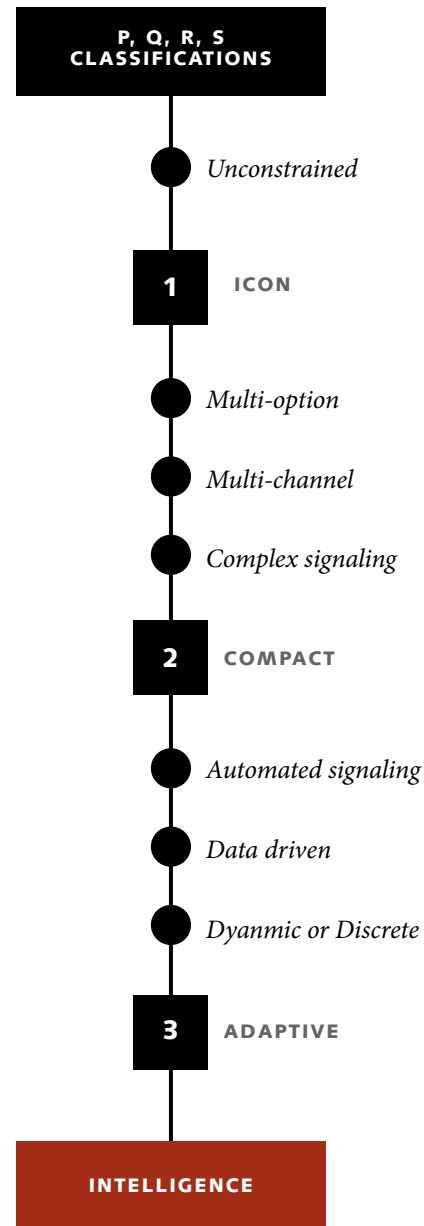 P, Q, R, S
CLASSIFICATIONS
Unconstrained
1 ICON
Multi-option
Multi-channel
Complex signaling
2 COMPACT
Automated signaling
Data driven
Dyanmic or Discrete
3 ADAPTIVE
INTELLIGENCE